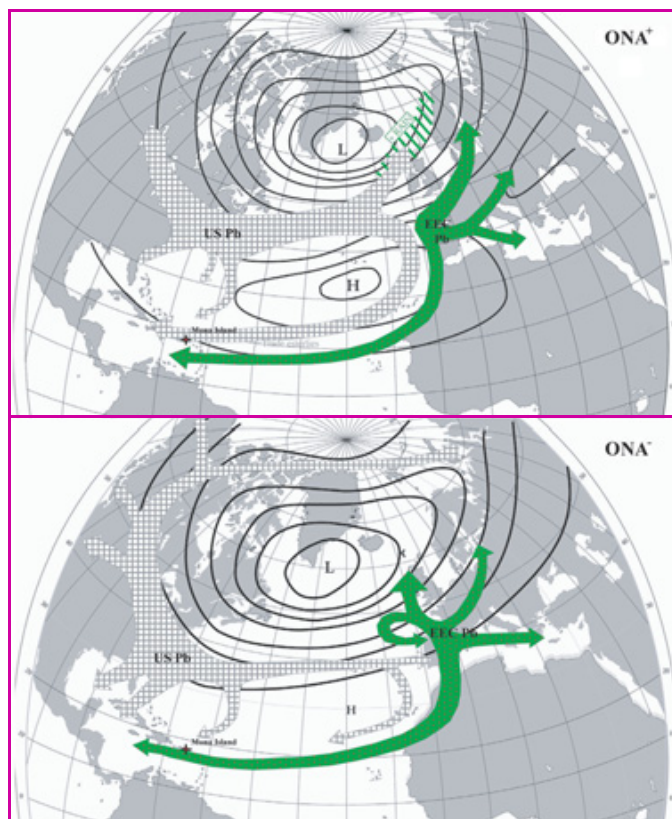 ONA+
L
US Pb
EEC
Pb
H
Mona Island
ONA-
L
EEC Pb
US Pb
H
Mona Island